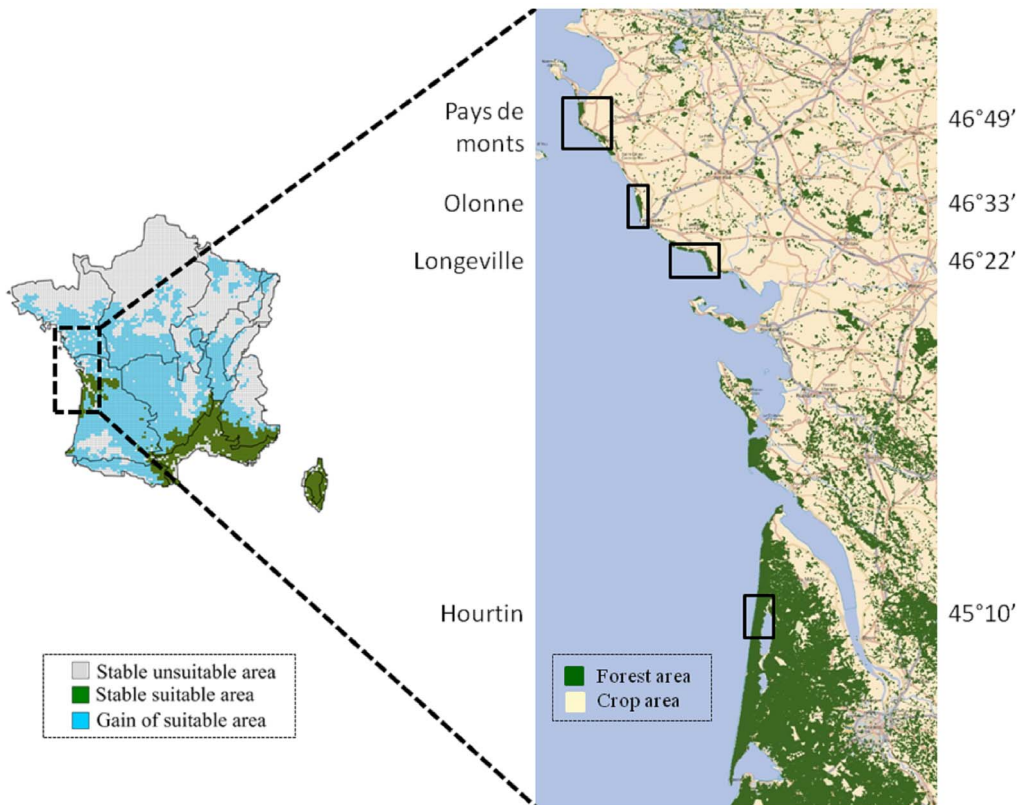 Pays de
monts
46°49’
Olonne
46°33’
Longeville
46°22’
Hourtin
45°10’
Stable unsuitable area
Stable suitable area
Gain of suitable area
Forest area
Crop area